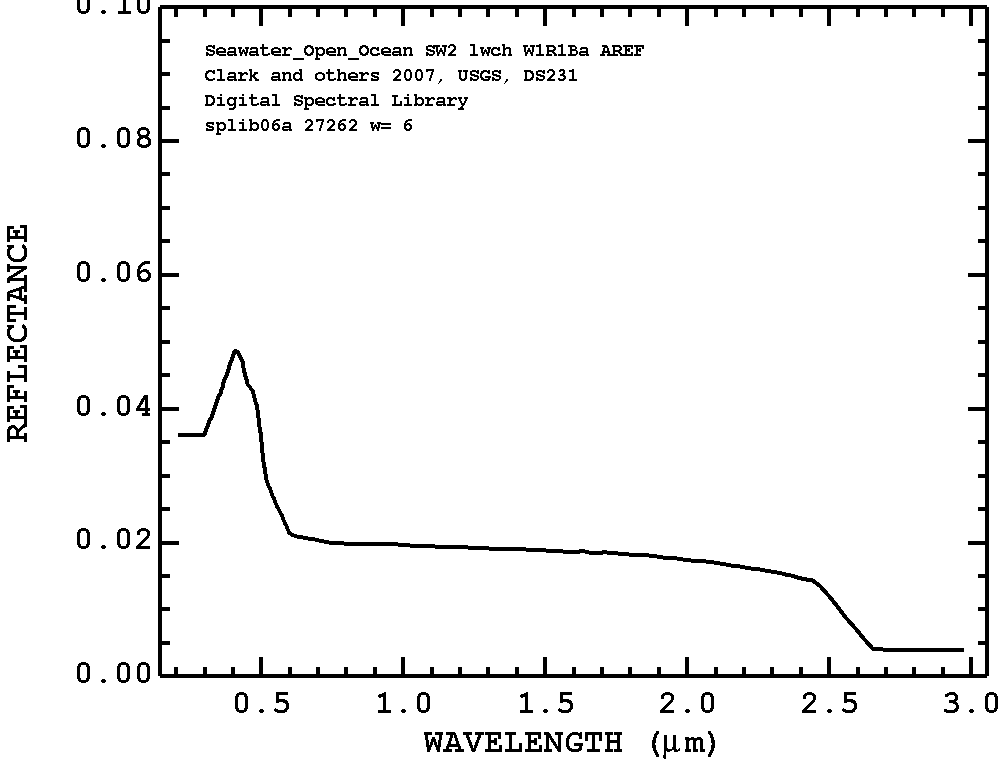 0.10
Seawater_Open_Ocean SW2 lwch W1R1Ba AREF
Clark and others 2007, USGS, DS231
Digital Spectral Library
splib06a 27262 w= 6
0.08
0.06
REFLECTANCE
0.04
0.02
0.00
0.5 1.0 1.5 2.0 2.5 3.0
WAVELENGTH (μm)